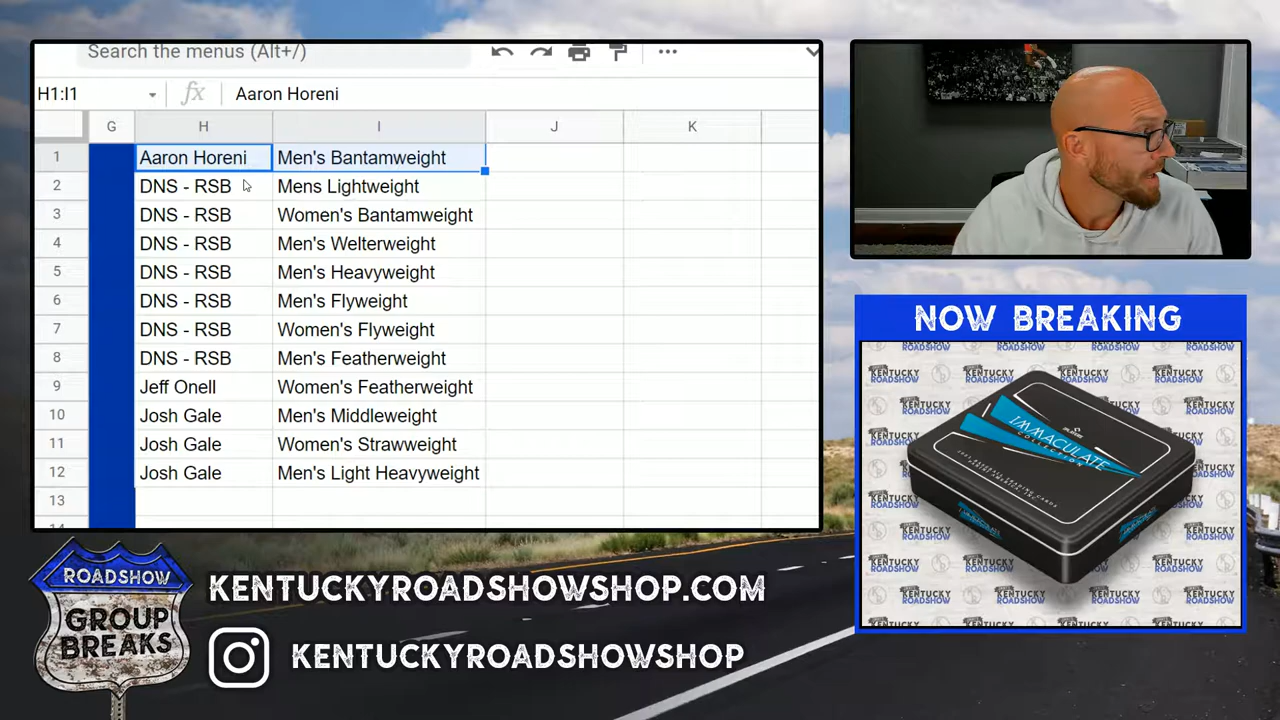 Search the menus (Alt+/)
H1:I1
fx
Aaron Horeni
G H I J K
1 Aaron Horeni Men's Bantamweight
2 DNS - RSB Mens Lightweight
3 DNS - RSB Women's Bantamweight
4 DNS - RSB Men's Welterweight
5 DNS - RSB Men's Heavyweight
6 DNS - RSB Men's Flyweight
7 DNS - RSB Women's Flyweight
8 DNS - RSB Men's Featherweight
9 Jeff Onell Women's Featherweight
10 Josh Gale Men's Middleweight
11 Josh Gale Women's Strawweight
12 Josh Gale Men's Light Heavyweight
13
NOW BREAKING
KENTUCKY
ROADSHOW
IMMACULATE
COLLECTION
ROADSHOW
GROUP
BREAKS
KENTUCKYROADSHOWSHOP.COM
KENTUCKYROADSHOWSHOP